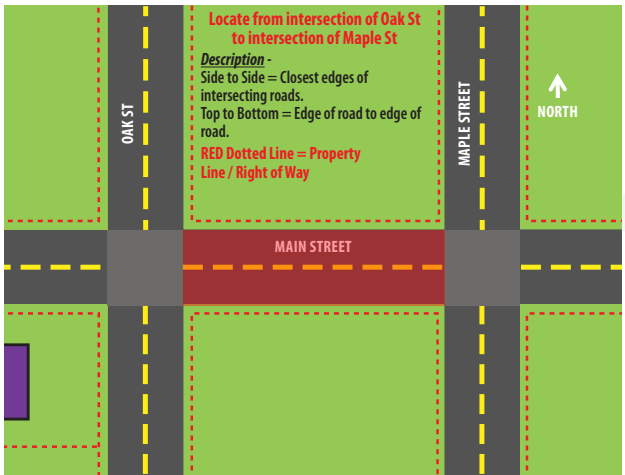 Locate from intersection of Oak St
to intersection of Maple St
Description -
Side to Side = Closest edges of
intersecting roads.
Top to Bottom = Edge of road to edge of
road.
RED Dotted Line = Property
Line / Right of Way
OAK ST
MAPLE STREET
NORTH
MAIN STREET